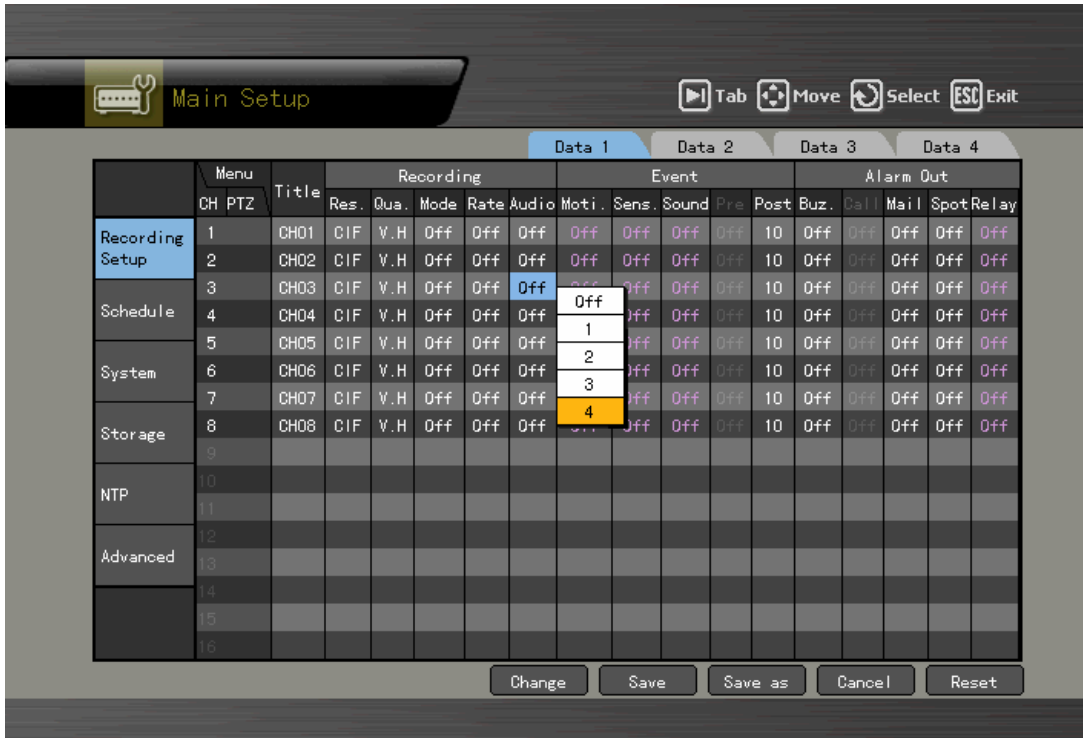 Main Setup
Tab Move Select ESC Exit
Data 1 Data 2 Data 3 Data 4
Menu Title Recording Event Alarm Out
CH PTZ Res. Qua. Mode Rate Audio Moti. Sens. Sound Pre Post Buz. Call Mail Spot Relay
Recording Setup
Schedule
System
Storage
NTP
Advanced
1 CH01 CIF V.H Off Off Off Off Off Off Off 10 Off Off Off Off Off
2 CH02 CIF V.H Off Off Off Off Off Off Off 10 Off Off Off Off Off
3 CH03 CIF V.H Off Off Off Off Off Off 10 Off Off Off Off Off
4 CH04 CIF V.H Off Off Off Off Off Off 10 Off Off Off Off Off
5 CH05 CIF V.H Off Off Off Off Off Off 10 Off Off Off Off Off
6 CH06 CIF V.H Off Off Off Off Off Off 10 Off Off Off Off Off
7 CH07 CIF V.H Off Off Off Off Off Off 10 Off Off Off Off Off
8 CH08 CIF V.H Off Off Off Off Off Off 10 Off Off Off Off Off
9
10
11
12
13
14
15
16
Off
1
2
3
4
Change Save Save as Cancel Reset